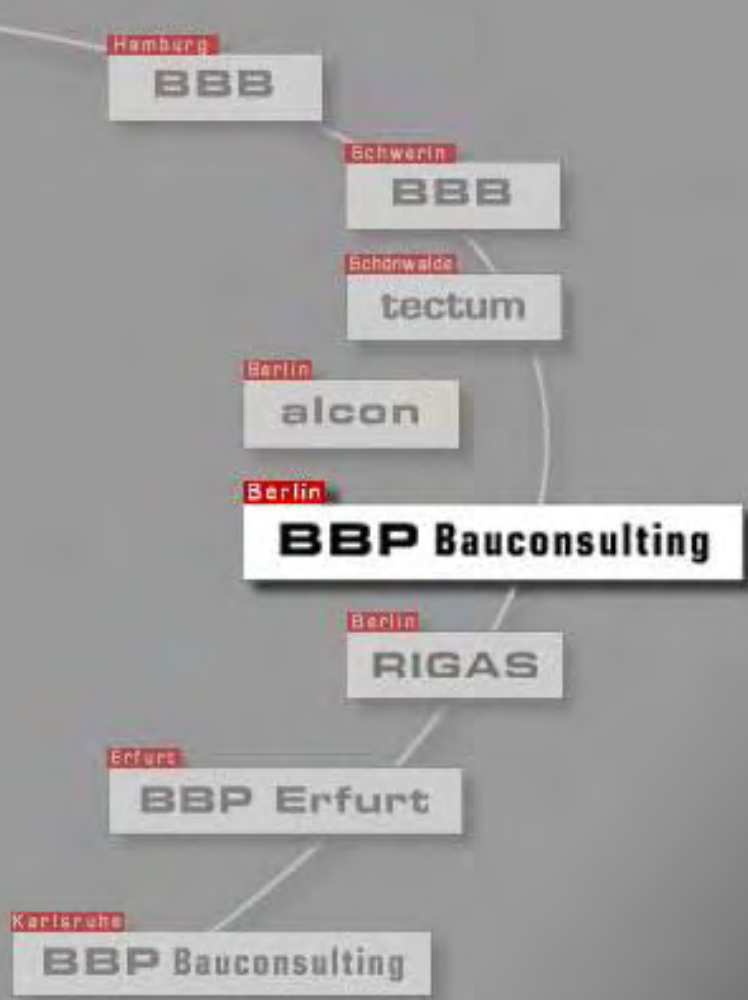 Hamburg
BBB
Schwerin
BBB
Schönwalde
tectum
Berlin
alcon
Berlin
BBP Bauconsulting
Berlin
RIGAS
Erfurt
BBP Erfurt
Karlsruhe
BBP Bauconsulting